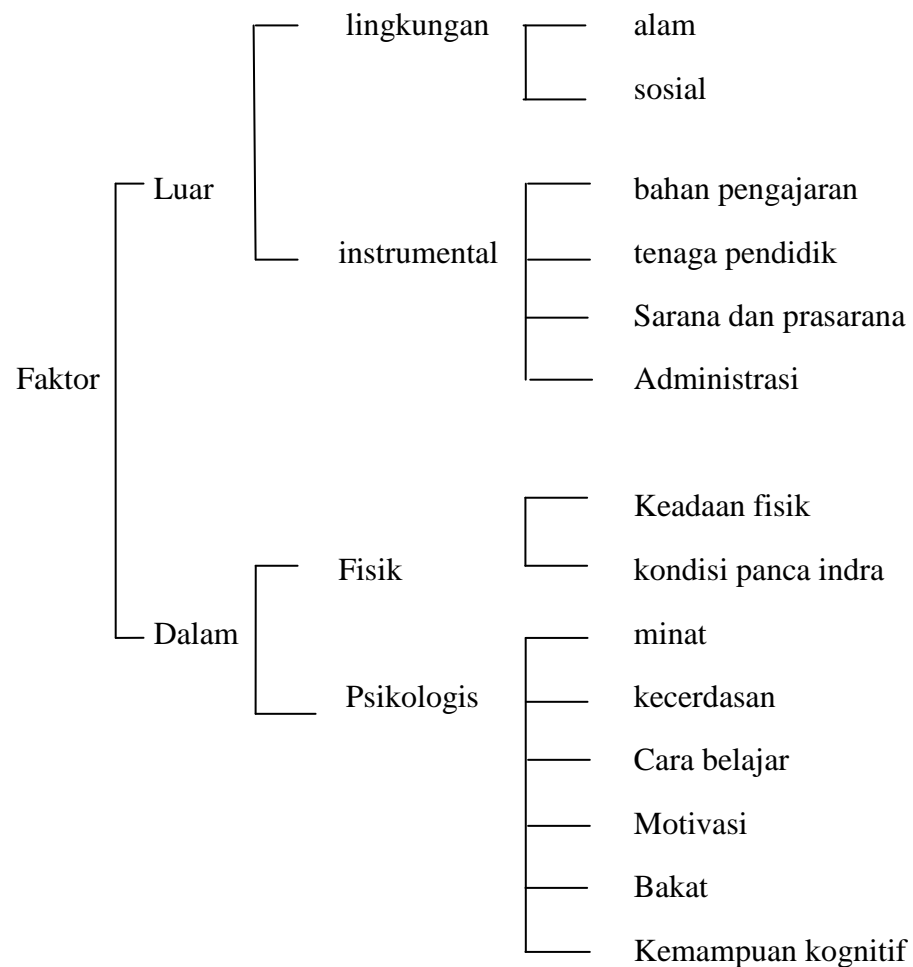 lingkungan alam
sosial
Luar bahan pengajaran
instrumental tenaga pendidik
Sarana dan prasarana
Faktor Administrasi
Keadaan fisik
Fisik kondisi panca indra
Dalam minat
Psikologis kecerdasan
Cara belajar
Motivasi
Bakat
Kemampuan kognitif